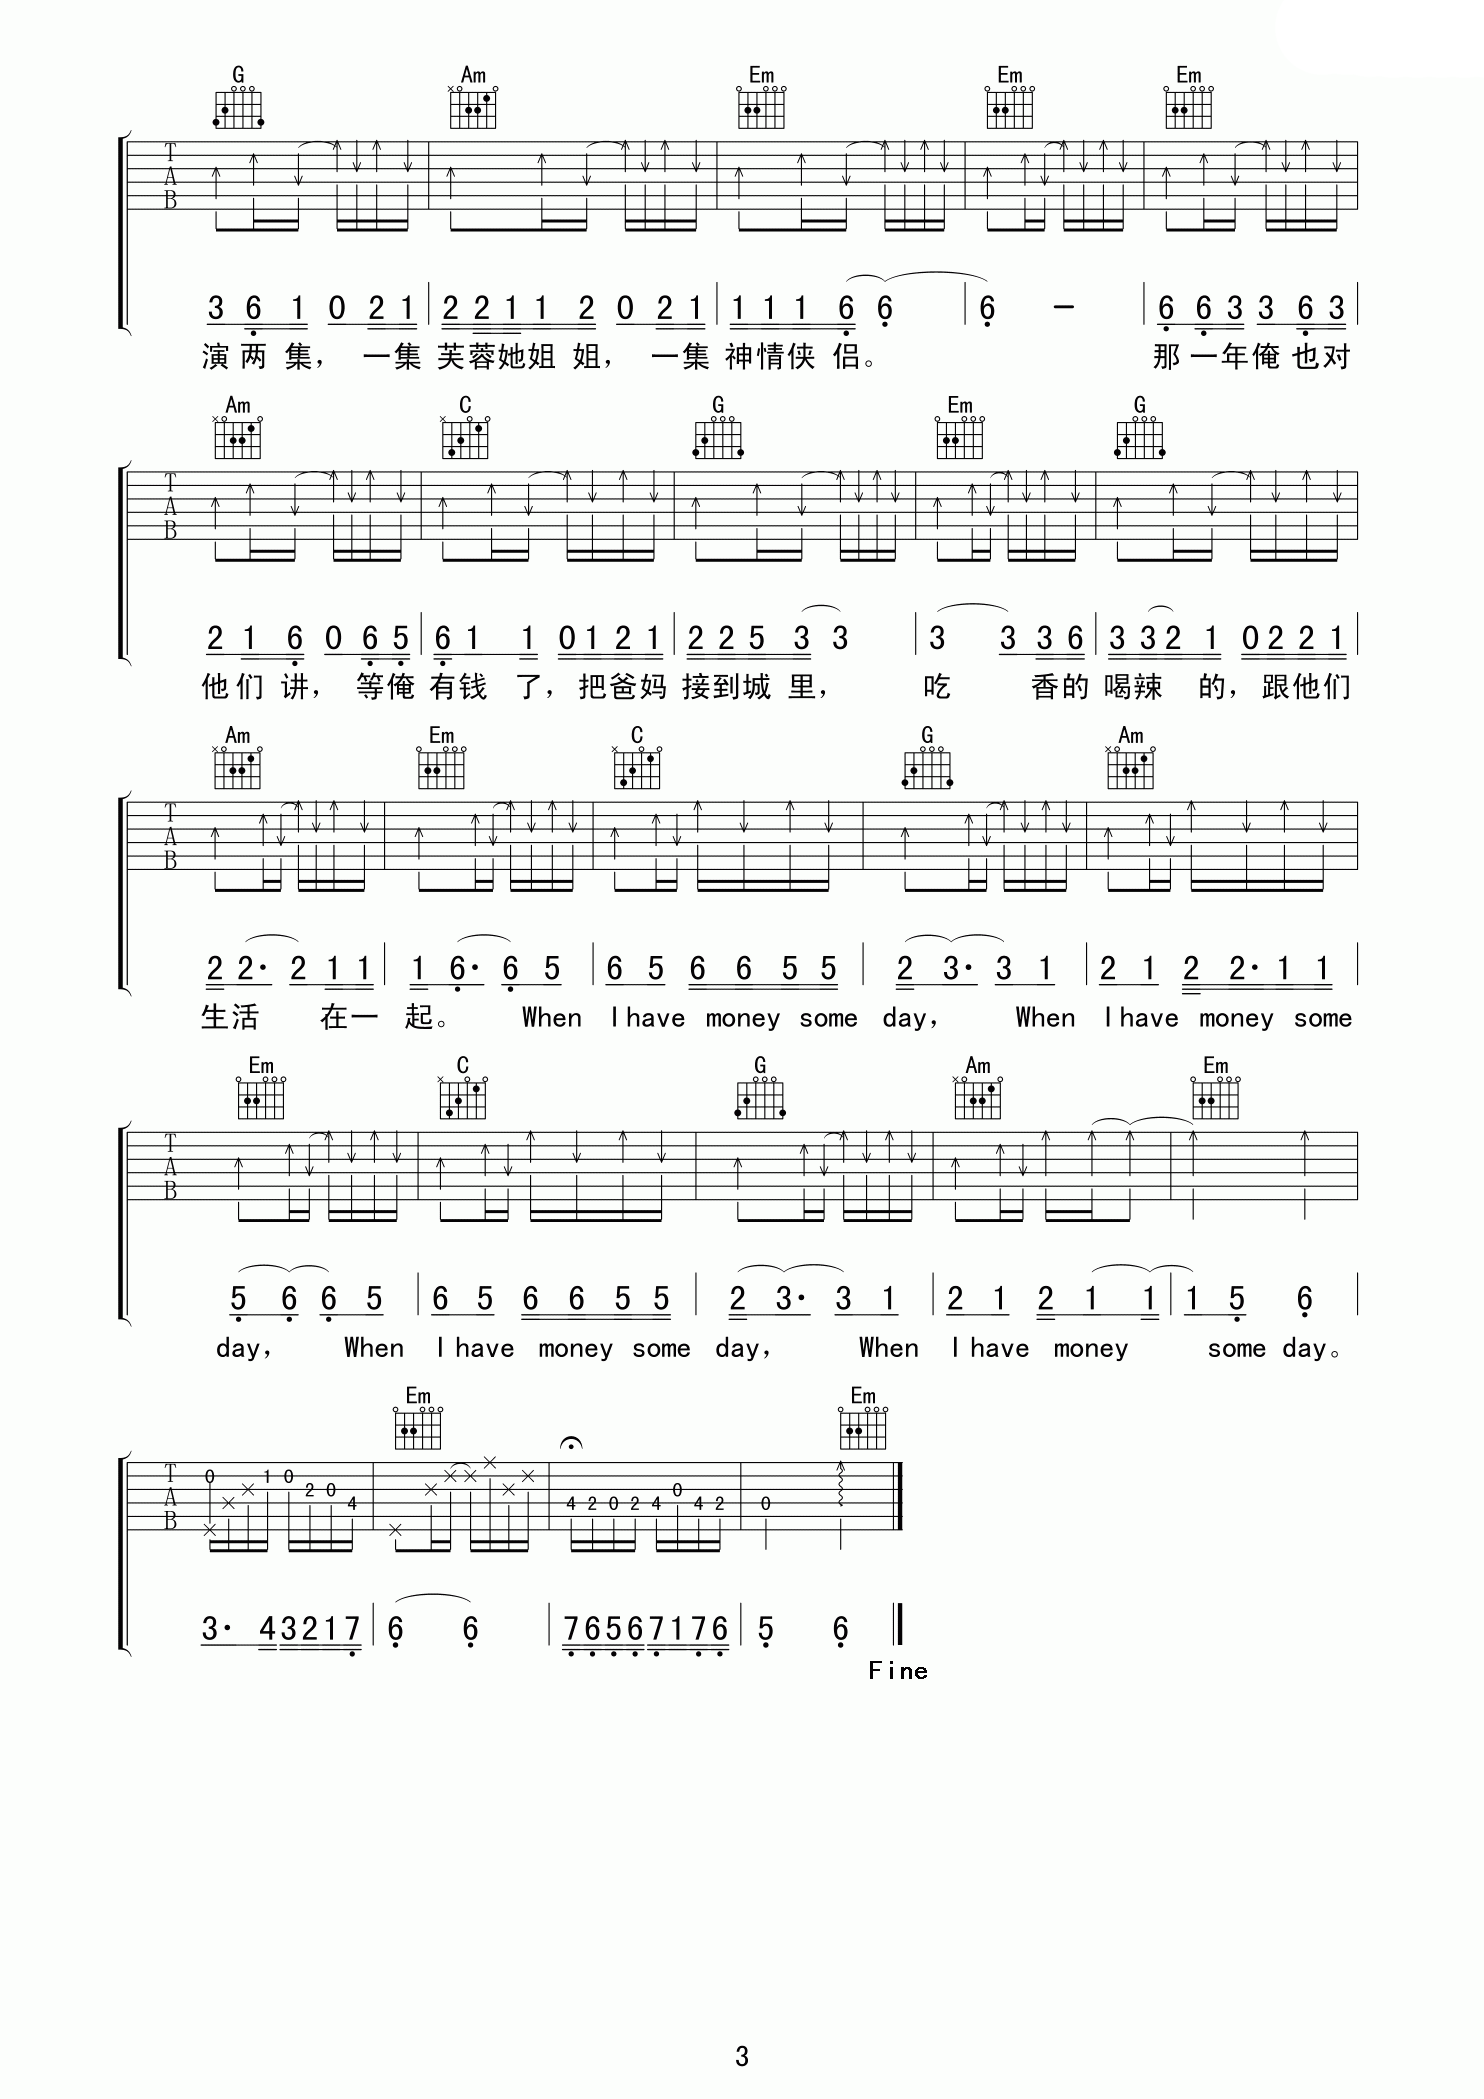 G Am Em Em Em
T A B
3 6 1 0 2 1 2 2 1 1 2 0 2 1 1 1 1 6 6 6 - 6 6 3 3 6 3
演两集，一集芙蓉她姐姐，一集神情侠侣。那一年俺也对
Am C G Em G
T A B
2 1 6 0 6 5 6 1 1 0 1 2 1 2 2 5 3 3 3 3 3 6 3 3 2 1 0 2 2 1
他们讲，等俺有钱了，把爸妈接到城里，吃香的喝辣的，跟他们
Am Em C G Am
T A B
2 2· 2 1 1 1 6· 6 5 6 5 6 6 5 5 2 3· 3 1 2 1 2 2· 1 1
生活在一起。When I have money some day，When I have money some
Em C G Am Em
T A B
5 6 6 5 6 5 6 6 5 5 2 3· 3 1 2 1 2 1 1 1 5 6
day，When I have money some day，When I have money some day。
Em Em
T A B 0 1 0 2 0 4 4 2 0 2 4 0 4 2 0
3· 4 3 2 1 7 6 6 7 6 5 6 7 1 7 6 5 6
Fine
3